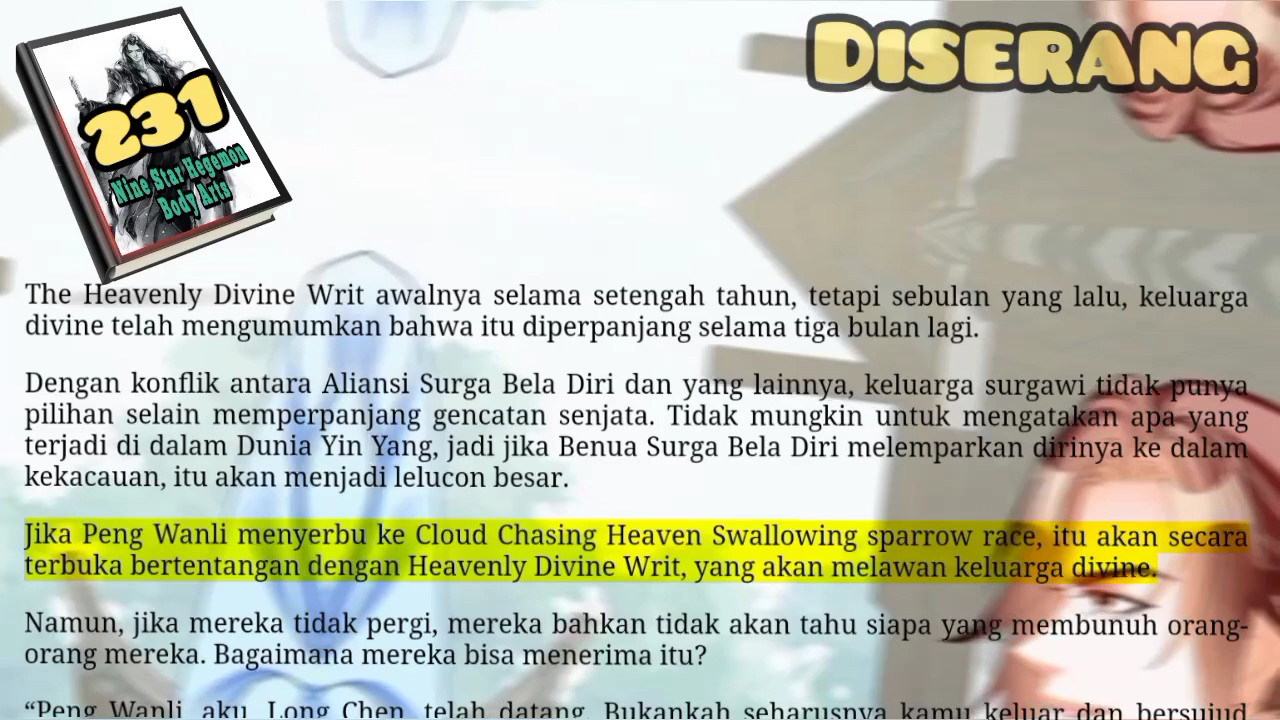 231
Nine Star Hegemon
Body Arts
DISERANG
The Heavenly Divine Writ awalnya selama setengah tahun, tetapi sebulan yang lalu, keluarga
divine telah mengumumkan bahwa itu diperpanjang selama tiga bulan lagi.
Dengan konflik antara Aliansi Surga Bela Diri dan yang lainnya, keluarga surgawi tidak punya
pilihan selain memperpanjang gencatan senjata. Tidak mungkin untuk mengatakan apa yang
terjadi di dalam Dunia Yin Yang, jadi jika Benua Surga Bela Diri melemparkan dirinya ke dalam
kekacauan, itu akan menjadi lelucon besar.
Jika Peng Wanli menyerbu ke Cloud Chasing Heaven Swallowing sparrow race, itu akan secara
terbuka bertentangan dengan Heavenly Divine Writ, yang akan melawan keluarga divine.
Namun, jika mereka tidak pergi, mereka bahkan tidak akan tahu siapa yang membunuh orang-
orang mereka. Bagaimana mereka bisa menerima itu?
“Peng Wanli, aku, Long Chen, telah datang. Bukankah seharusnya kamu keluar dan bersujud